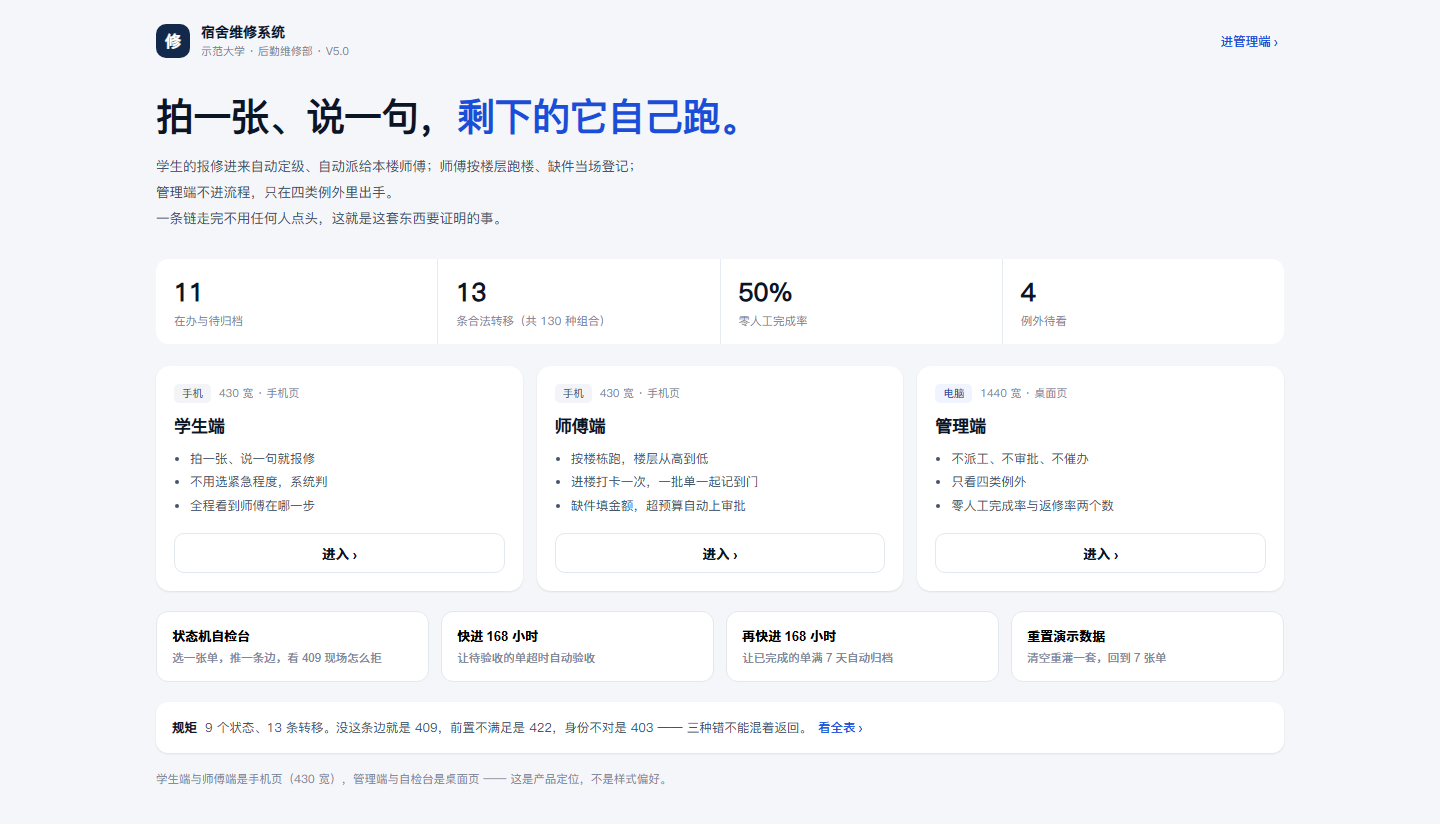 修
宿舍维修系统
示范大学 · 后勤维修部 · V5.0
进管理端 ›
拍一张、说一句，剩下的它自己跑。
学生的报修进来自动定级、自动派给本楼师傅；师傅按楼层跑楼、缺件当场登记；
管理端不进流程，只在四类例外里出手。
一条链走完不用任何人点头，这就是这套东西要证明的事。
11
在办与待归档
13
条合法转移（共 130 种组合）
50%
零人工完成率
4
例外待看
手机 430 宽 · 手机页
学生端
• 拍一张、说一句就报修
• 不用选紧急程度，系统判
• 全程看到师傅在哪一步
进入 ›
手机 430 宽 · 手机页
师傅端
• 按楼栋跑，楼层从高到低
• 进楼打卡一次，一批单一起记到门
• 缺件填金额，超预算自动上审批
进入 ›
电脑 1440 宽 · 桌面页
管理端
• 不派工、不审批、不催办
• 只看四类例外
• 零人工完成率与返修率两个数
进入 ›
状态机自检台
选一张单，推一条边，看 409 现场怎么拒
快进 168 小时
让待验收的单超时自动验收
再快进 168 小时
让已完成的单满 7 天自动归档
重置演示数据
清空重灌一套，回到 7 张单
规矩 9 个状态、13 条转移。没这条边就是 409，前置不满足是 422，身份不对是 403 —— 三种错不能混着返回。 看全表 ›
学生端与师傅端是手机页（430 宽），管理端与自检台是桌面页 —— 这是产品定位，不是样式偏好。